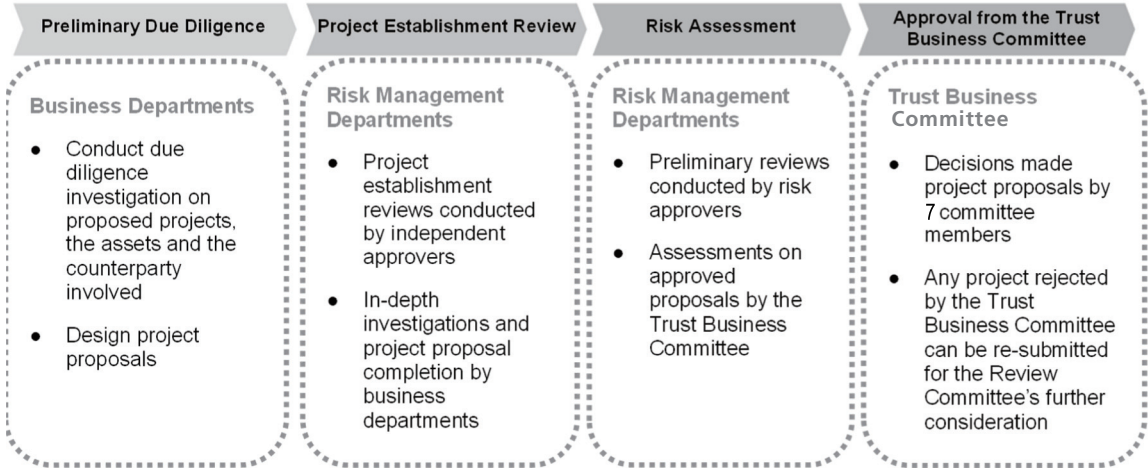 Preliminary Due Diligence
Project Establishment Review
Risk Assessment
Approval from the Trust
Business Committee
Business Departments
● Conduct due
diligence
investigation on
proposed projects,
the assets and the
counterparty
involved
● Design project
proposals
Risk Management
Departments
● Project
establishment
reviews conducted
by independent
approvers
● In-depth
investigations and
project proposal
completion by
business
departments
Risk Management
Departments
● Preliminary reviews
conducted by risk
approvers
● Assessments on
approved
proposals by the
Trust Business
Committee
Trust Business
Committee
● Decisions made
project proposals by
7 committee
members
● Any project rejected
by the Trust
Business Committee
can be re-submitted
for the Review
Committee's further
consideration